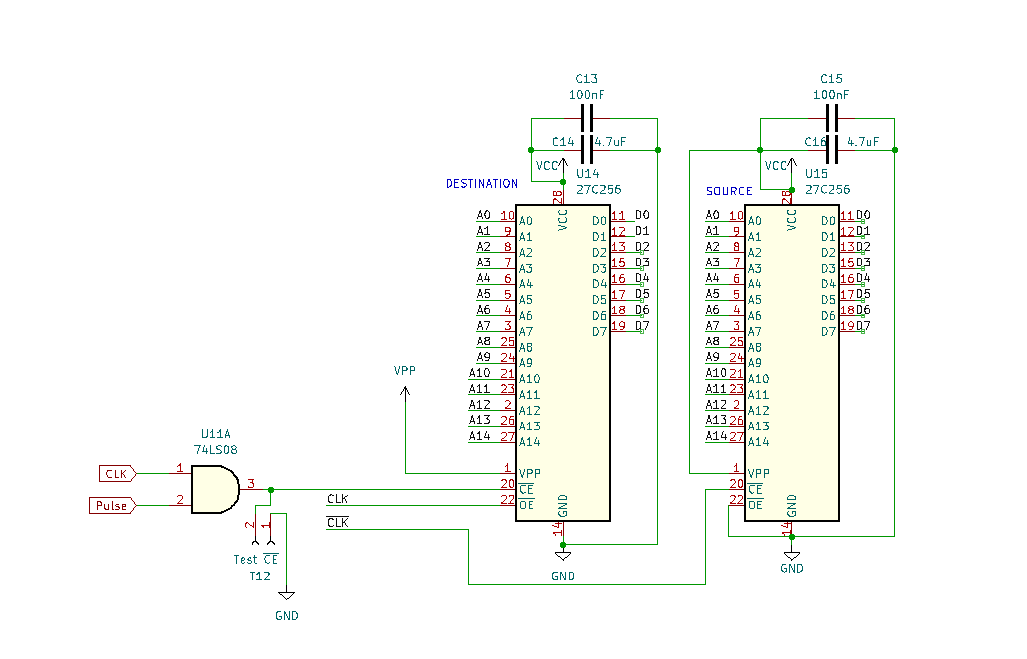 C13
100nF
C14 4.7uF
VCC
U14
27C256
DESTINATION
28
VCC
A0 10 A0 D0 11 D0
A1 9 A1 D1 12 D1
A2 8 A2 D2 13 D2
A3 7 A3 D3 15 D3
A4 6 A4 D4 16 D4
A5 5 A5 D5 17 D5
A6 4 A6 D6 18 D6
A7 3 A7 D7 19 D7
A8 25 A8
A9 24 A9
A10 21 A10
A11 23 A11
A12 2 A12
A13 26 A13
A14 27 A14
1 VPP
20 CE
22 OE
GND
14
GND
VPP
CLK
CLK
U11A
74LS08
CLK 1
Pulse 2
3
2 1
Test CE
T12
GND
C15
100nF
C16 4.7uF
VCC
U15
27C256
SOURCE
28
VCC
A0 10 A0 D0 11 D0
A1 9 A1 D1 12 D1
A2 8 A2 D2 13 D2
A3 7 A3 D3 15 D3
A4 6 A4 D4 16 D4
A5 5 A5 D5 17 D5
A6 4 A6 D6 18 D6
A7 3 A7 D7 19 D7
A8 25 A8
A9 24 A9
A10 21 A10
A11 23 A11
A12 2 A12
A13 26 A13
A14 27 A14
1 VPP
20 CE
22 OE
GND
14
GND